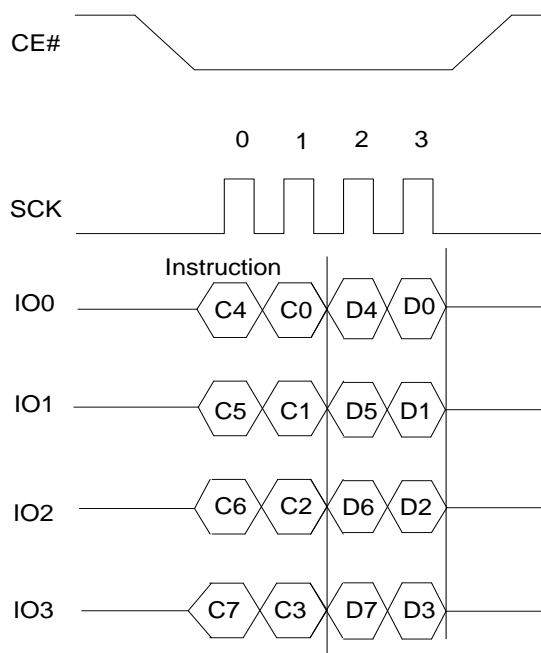 CE#
0 1 2 3
SCK
Instruction
IO0 C4 C0 D4 D0
IO1 C5 C1 D5 D1
IO2 C6 C2 D6 D2
IO3 C7 C3 D7 D3